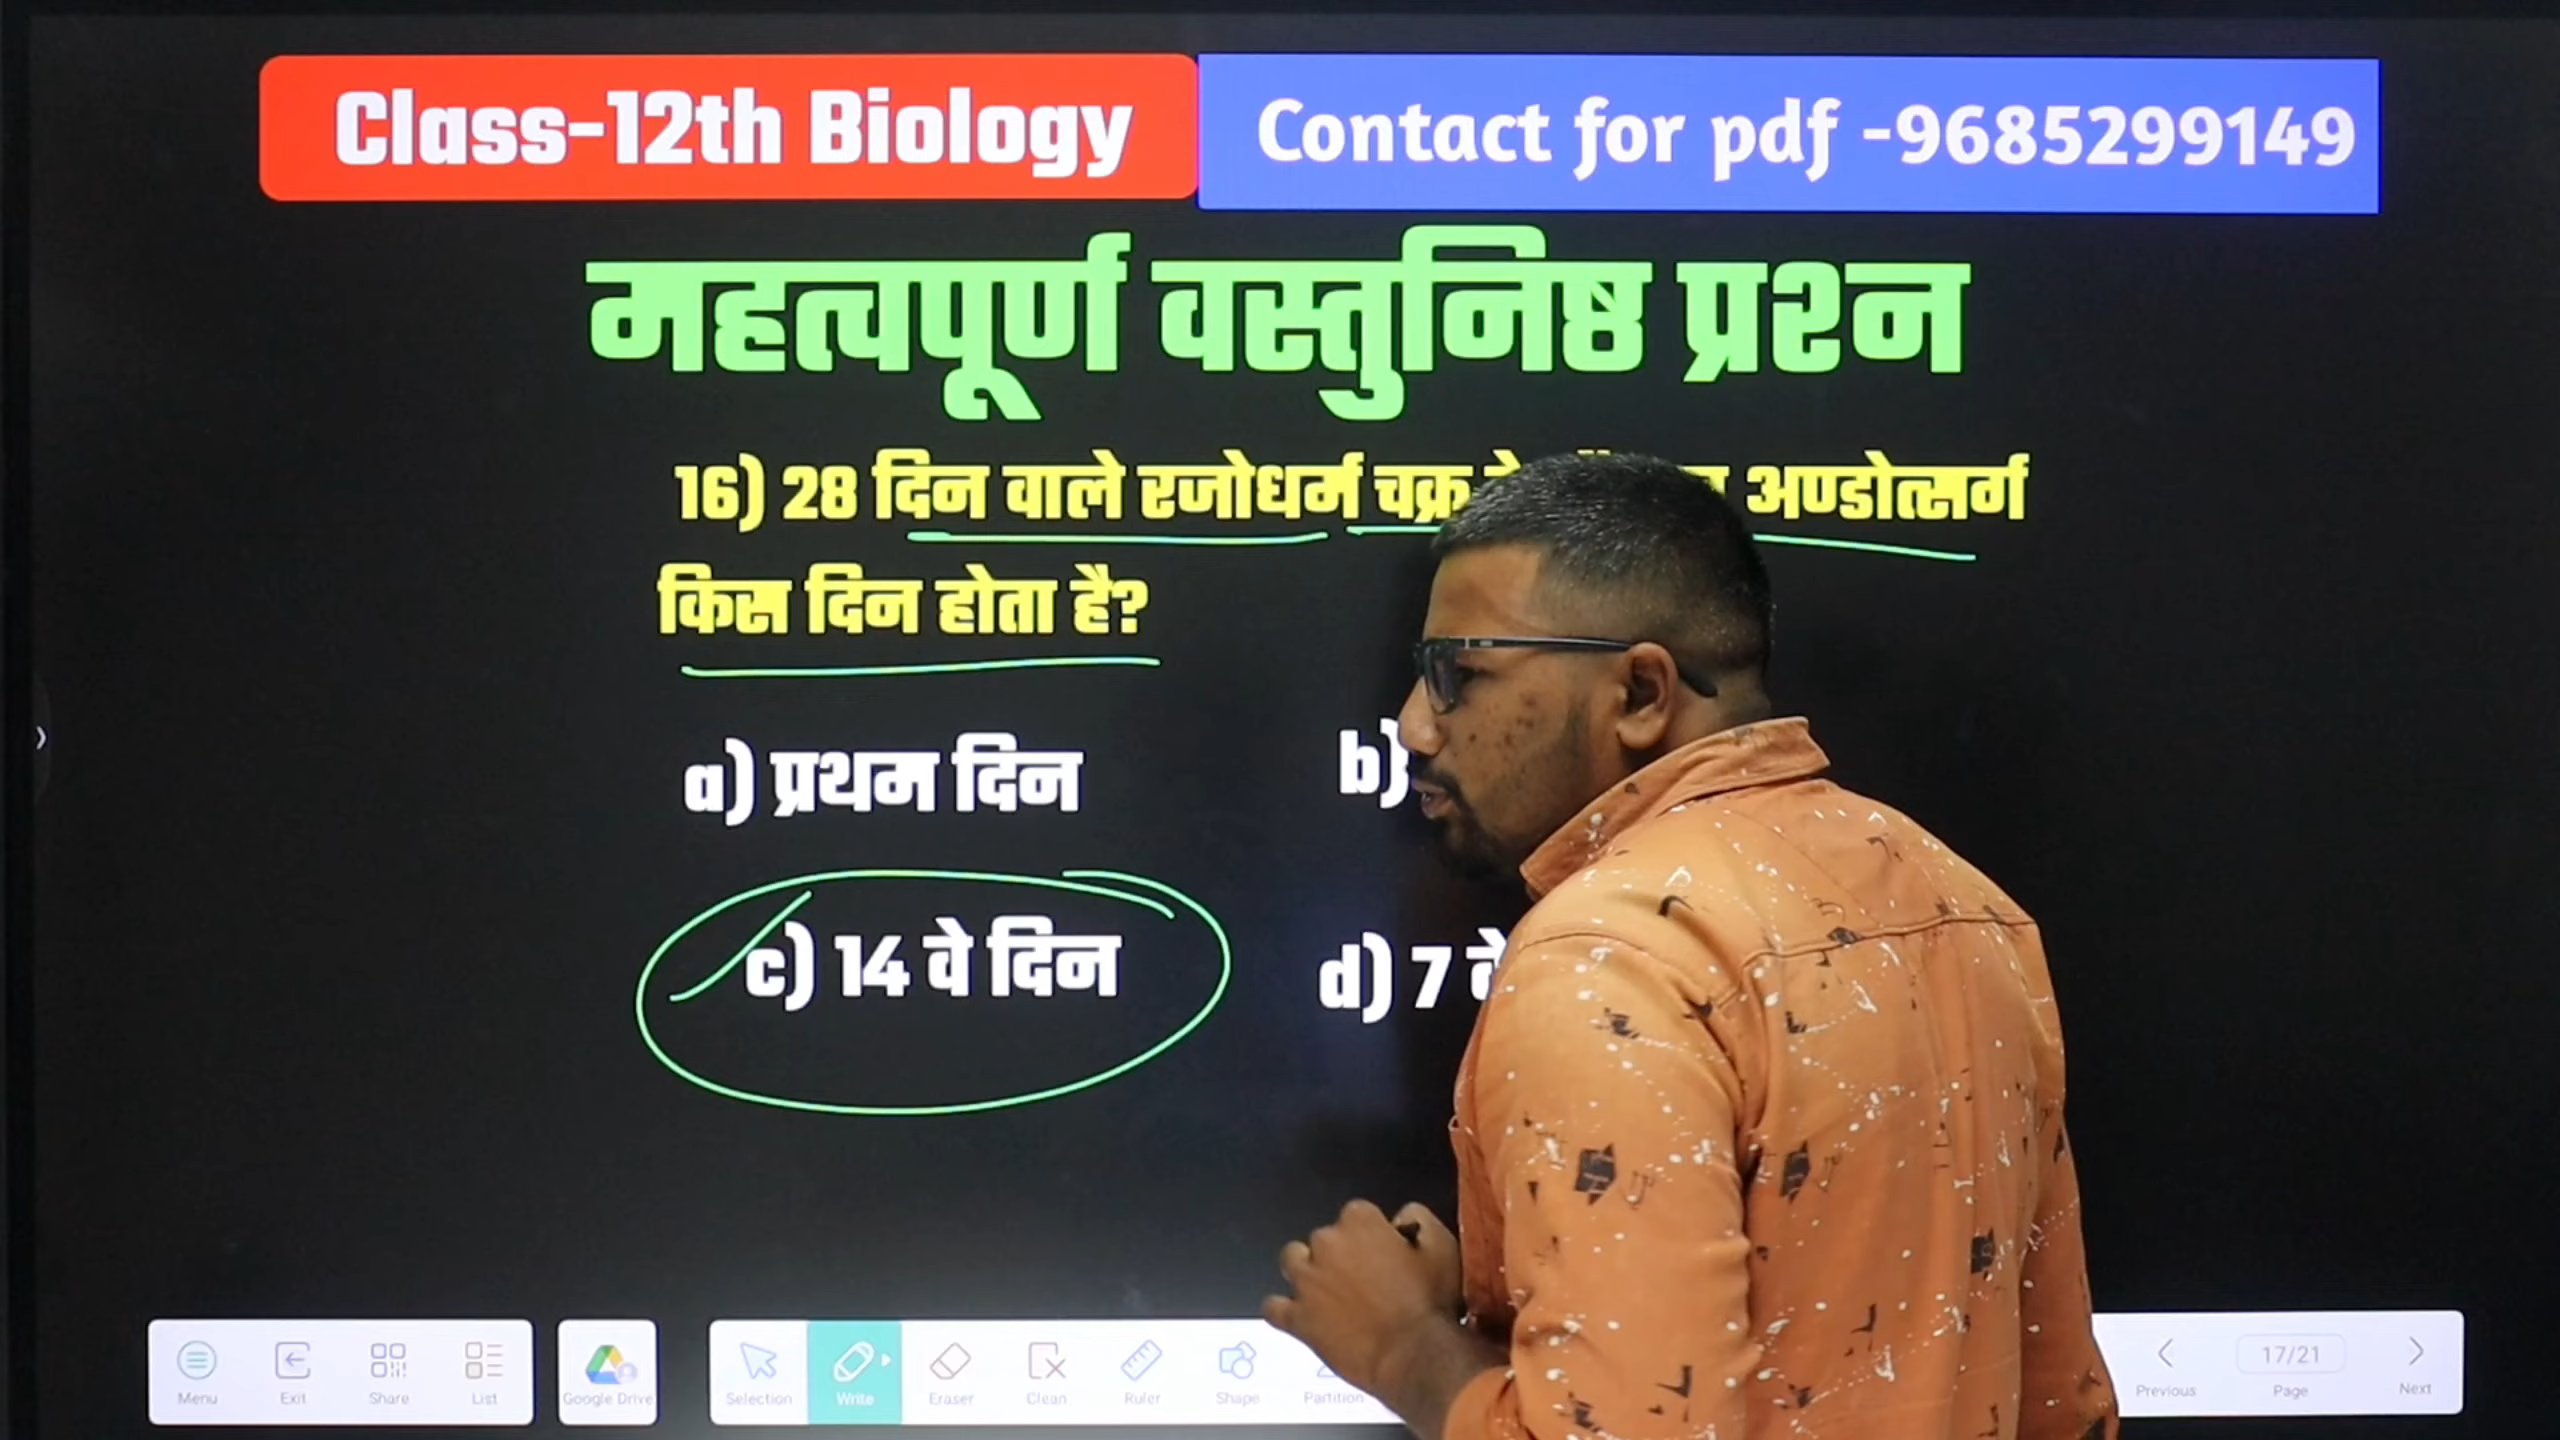 Class-12th Biology
Contact for pdf -9685299149
महत्वपूर्ण वस्तुनिष्ठ प्रश्न
16) 28 दिन वाले रजोधर्म चक्र अण्डोत्सर्ग
किस दिन होता है?
a) प्रथम दिन
b)
c) 14 वे दिन
d) 7
Menu Exit Share List Google Drive Selection Write Eraser Clean Ruler Shape Partition Previous 17/21 Page Next